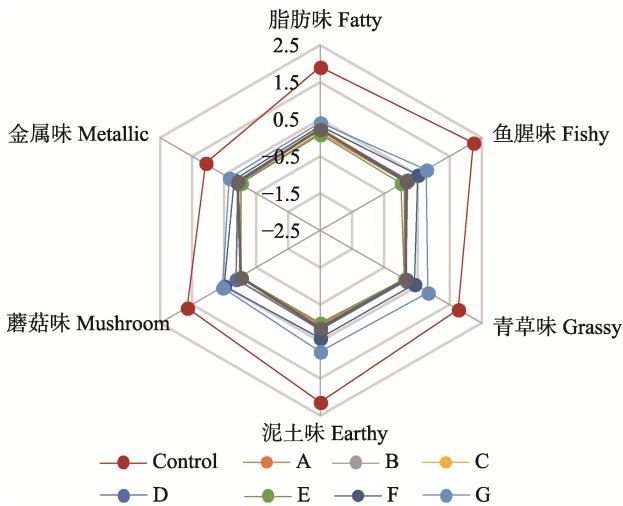 脂肪味 Fatty
2.5
1.5
0.5
−0.5
−1.5
−2.5
金属味 Metallic
鱼腥味 Fishy
蘑菇味 Mushroom
青草味 Grassy
泥土味 Earthy
Control A B C
D E F G